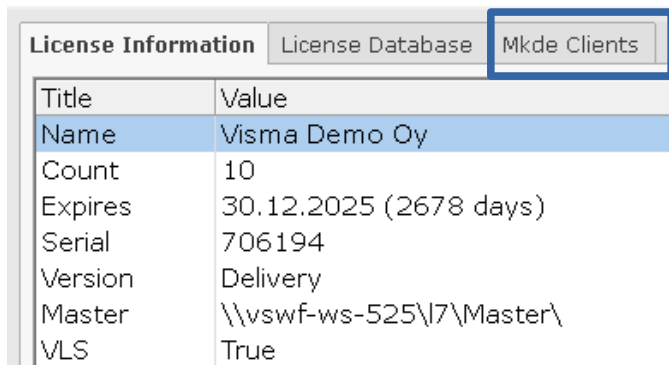 License Information License Database Mkde Clients
Title Value
Name Visma Demo Oy
Count 10
Expires 30.12.2025 (2678 days)
Serial 706194
Version Delivery
Master \\vswf-ws-525\l7\Master\
VLS True